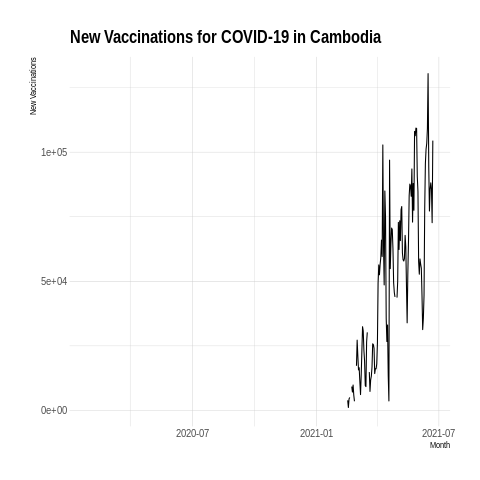 New Vaccinations for COVID-19 in Cambodia
New Vaccinations
1e+05
5e+04
0e+00
2020-07
2021-01
2021-07
Month